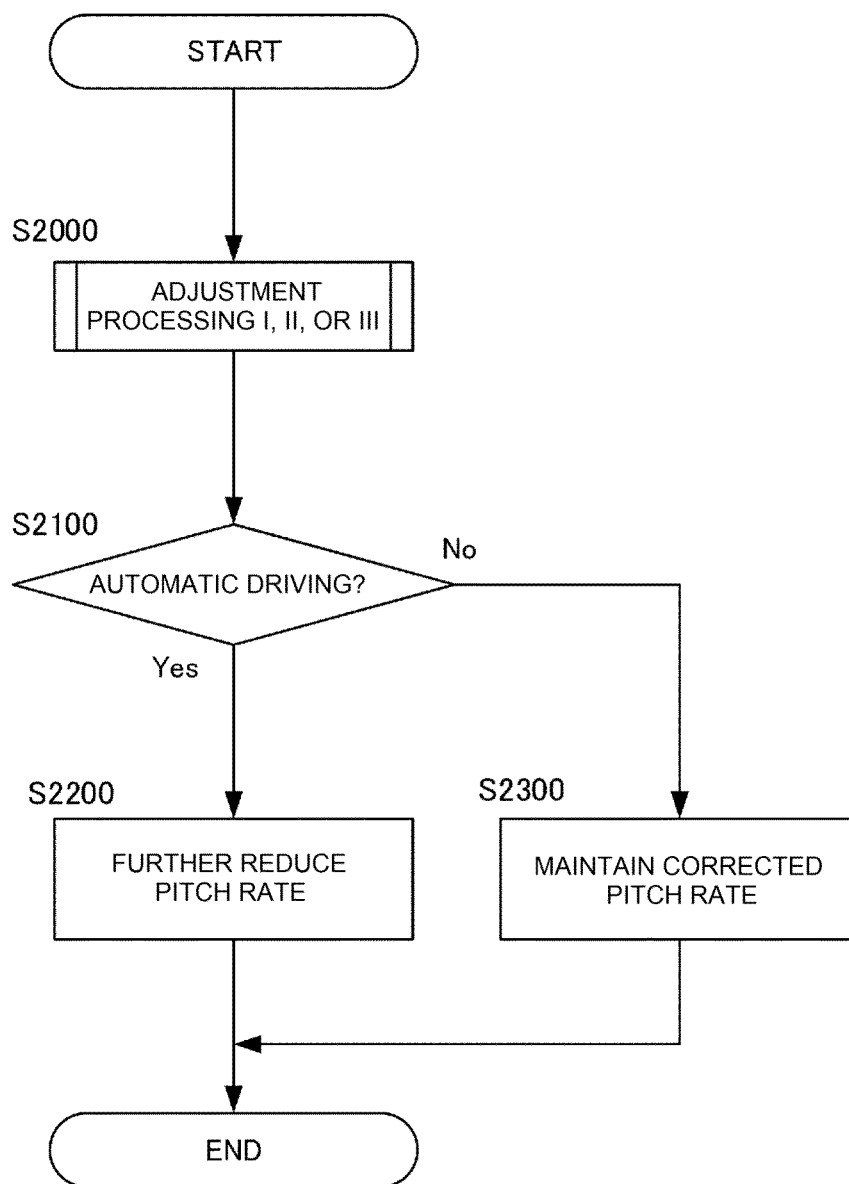 START
S2000
ADJUSTMENT
PROCESSING I, II, OR III
S2100
AUTOMATIC DRIVING?
No
Yes
S2200
FURTHER REDUCE
PITCH RATE
S2300
MAINTAIN CORRECTED
PITCH RATE
END